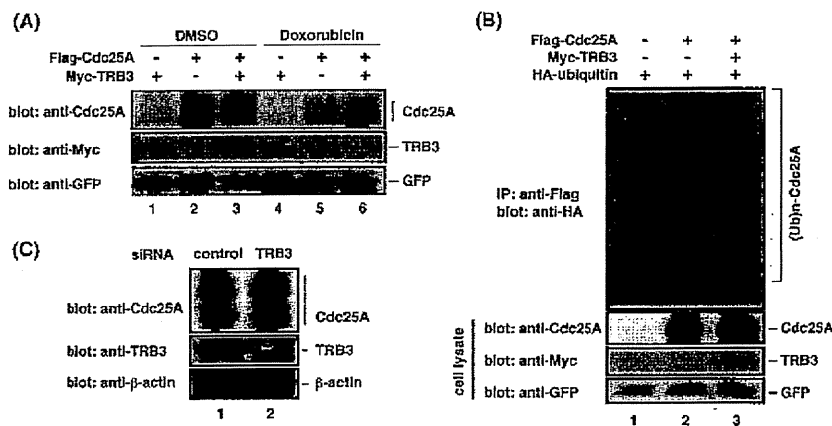 (A)
DMSO Doxorubicin
Flag-Cdc25A - + + - + +
Myc-TRB3 + - + + - +
blot: anti-Cdc25A Cdc25A
blot: anti-Myc TRB3
blot: anti-GFP GFP
1 2 3 4 5 6
(C)
siRNA control TRB3
blot: anti-Cdc25A Cdc25A
blot: anti-TRB3 TRB3
blot: anti-β-actin β-actin
1 2
(B)
Flag-Cdc25A - + +
Myc-TRB3 - - +
HA-ubiquitin + + +
IP: anti-Flag
blot: anti-HA
(Ub)n-Cdc25A
cell lysate
blot: anti-Cdc25A Cdc25A
blot: anti-Myc TRB3
blot: anti-GFP GFP
1 2 3